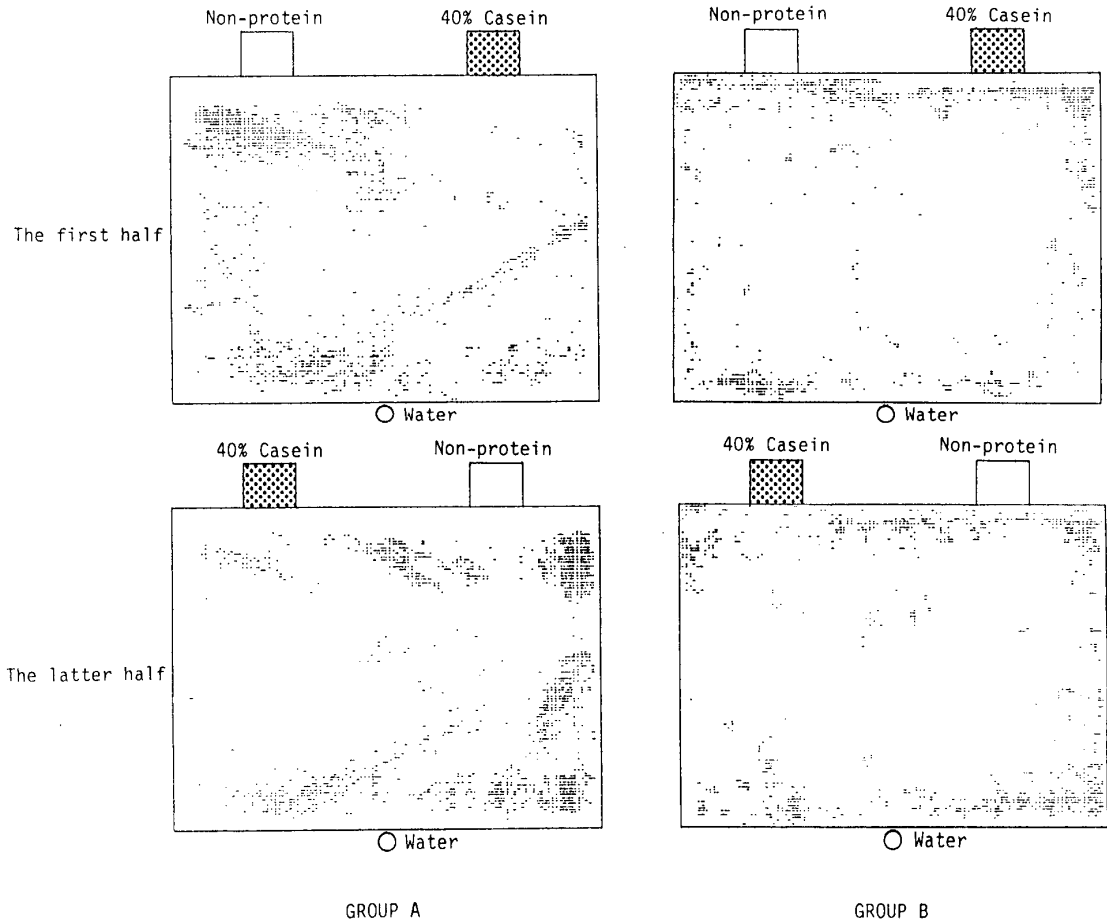 Non-protein 40% Casein Non-protein 40% Casein
The first half
Water Water
40% Casein Non-protein 40% Casein Non-protein
The latter half
Water Water
GROUP A GROUP B